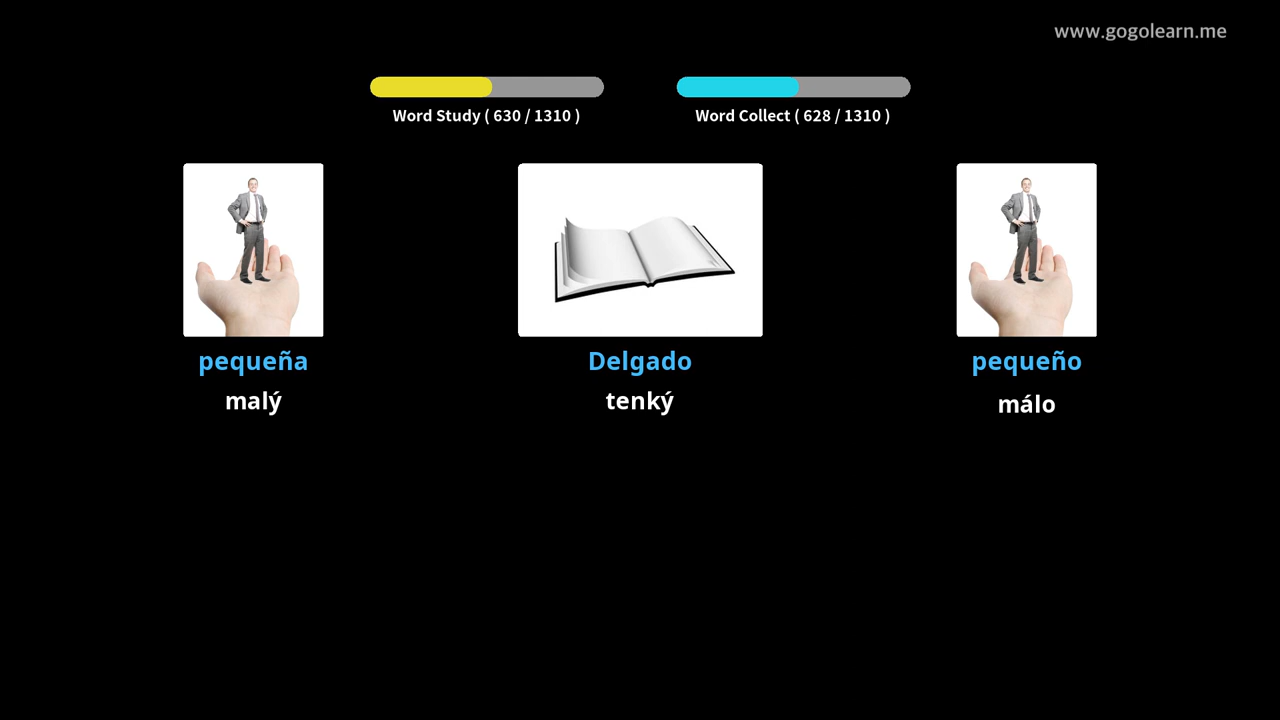 www.gogolearn.me
Word Study ( 630 / 1310 )
Word Collect ( 628 / 1310 )
pequeña
Delgado
pequeño
malý
tenký
málo